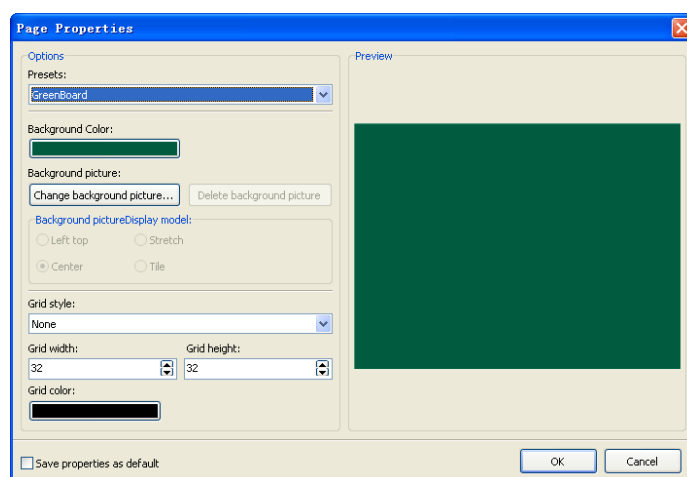 Page Properties
Options
Presets:
GreenBoard
Background Color:
Background picture:
Change background picture...
Delete background picture
Background pictureDisplay model:
Left top
Stretch
Center
Tile
Grid style:
None
Grid width:
Grid height:
32
32
Grid color:
Preview
Save properties as default
OK
Cancel